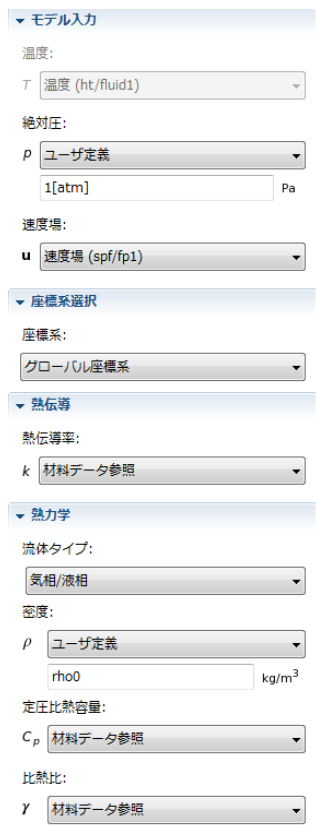 モデル入力
温度:
T 温度 (ht/fluid1)
絶対圧:
p ユーザ定義
1[atm] Pa
速度場:
u 速度場 (spf/fp1)
座標系選択
座標系:
グローバル座標系
熱伝導
熱伝導率:
k 材料データ参照
熱力学
流体タイプ:
気相/液相
密度:
ρ ユーザ定義
rho0 kg/m³
定圧比熱容量:
Cₚ 材料データ参照
比熱比:
γ 材料データ参照